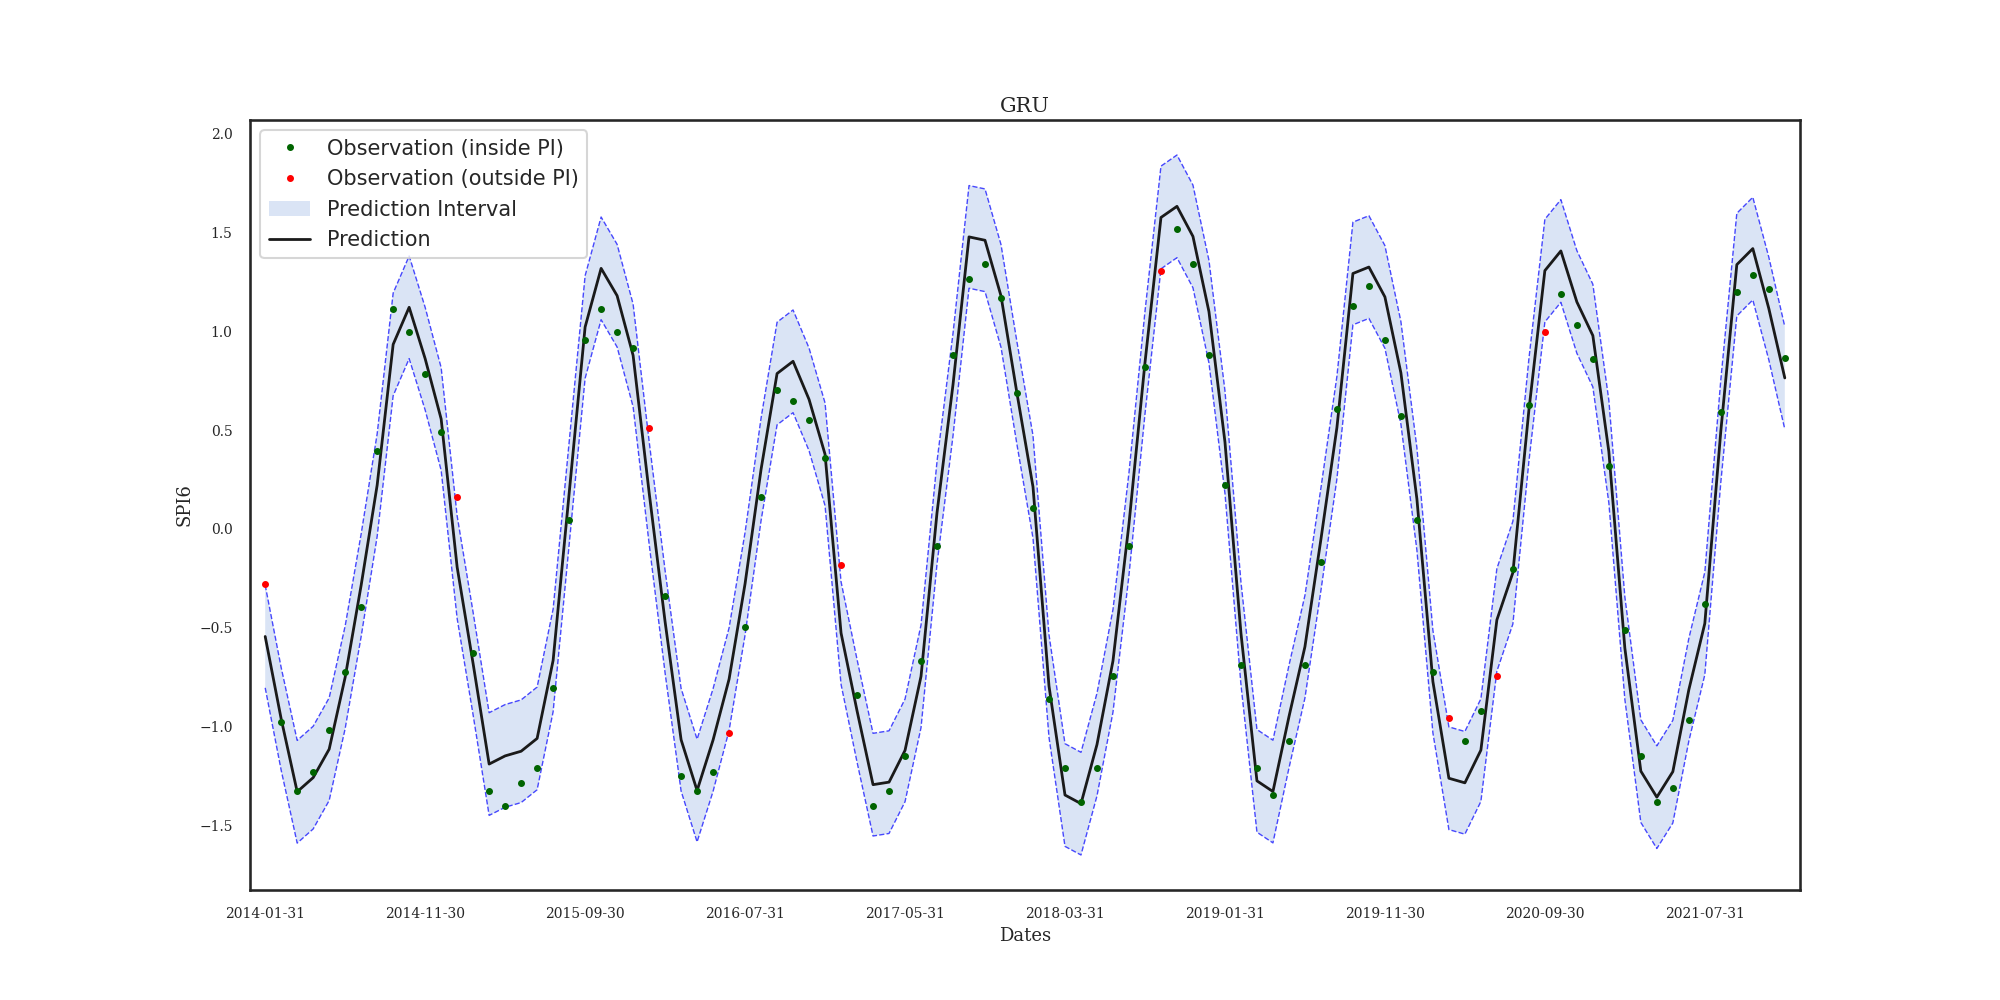 GRU
Observation (inside PI)
Observation (outside PI)
Prediction Interval
Prediction
2.0
1.5
1.0
0.5
0.0
−0.5
−1.0
−1.5
SPI6
2014-01-31 2014-11-30 2015-09-30 2016-07-31 2017-05-31 2018-03-31 2019-01-31 2019-11-30 2020-09-30 2021-07-31
Dates